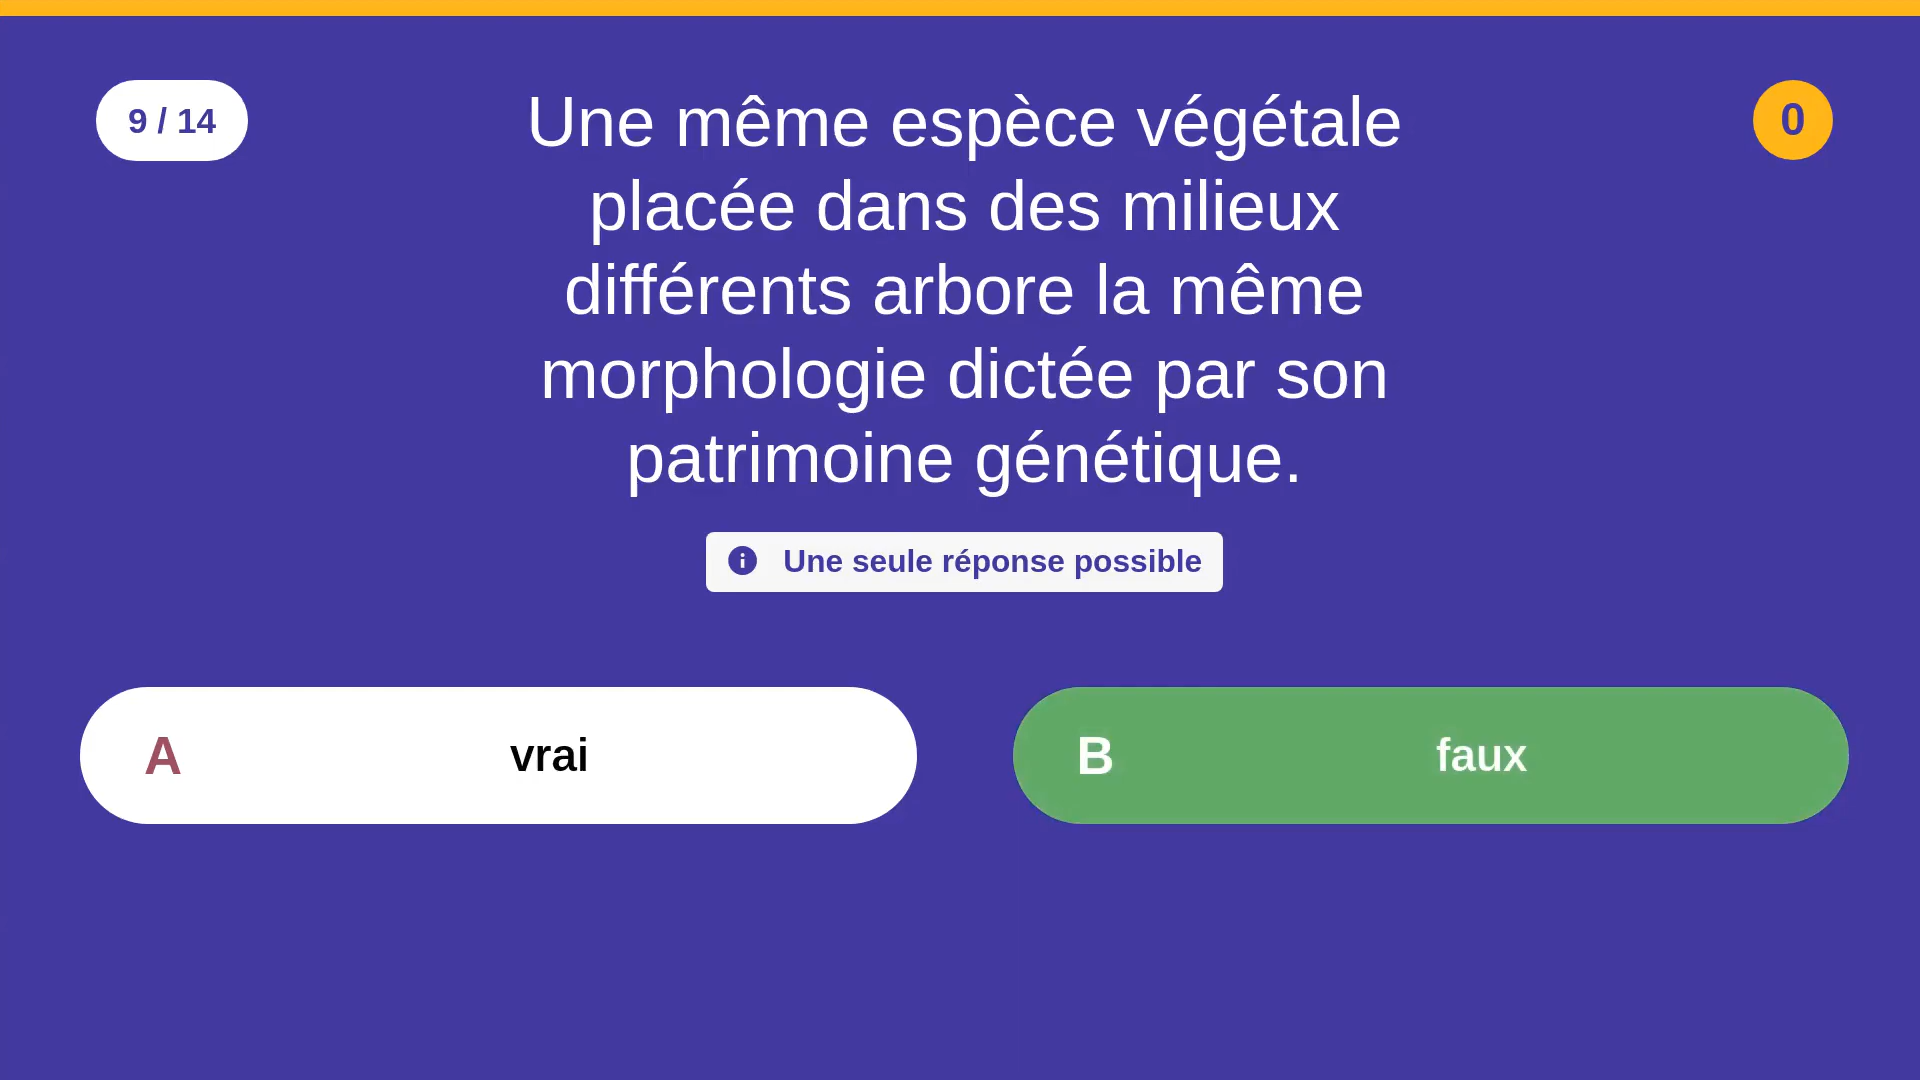 9 / 14
Une même espèce végétale
placée dans des milieux
différents arbore la même
morphologie dictée par son
patrimoine génétique.
0
Une seule réponse possible
A vrai
B faux